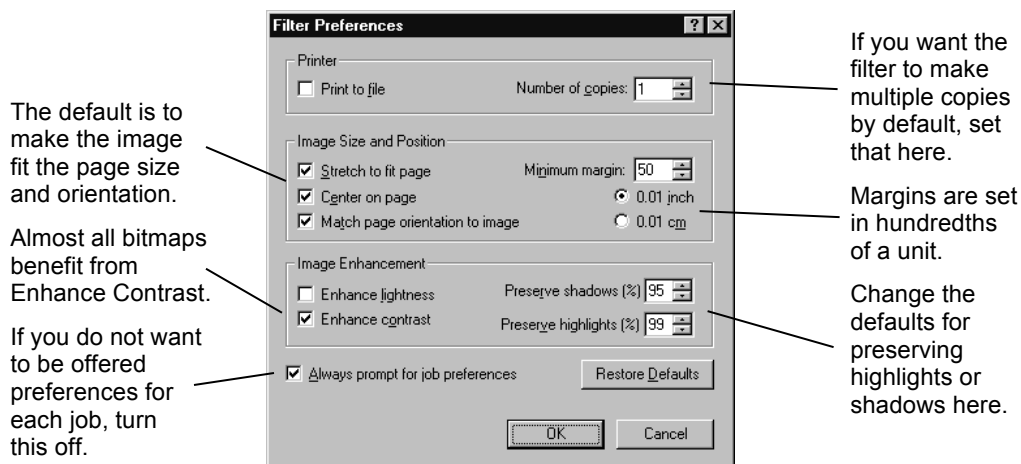 The default is to
make the image
fit the page size
and orientation.
Almost all bitmaps
benefit from
Enhance Contrast.
If you do not want
to be offered
preferences for
each job, turn
this off.
Filter Preferences
Printer
Print to file
Number of copies: 1
Image Size and Position
Stretch to fit page
Minimum margin: 50
Center on page
0.01 inch
Match page orientation to image
0.01 cm
Image Enhancement
Enhance lightness
Preserve shadows (%) 95
Enhance contrast
Preserve highlights (%) 99
Always prompt for job preferences
Restore Defaults
OK
Cancel
If you want the
filter to make
multiple copies
by default, set
that here.
Margins are set
in hundredths
of a unit.
Change the
defaults for
preserving
highlights or
shadows here.